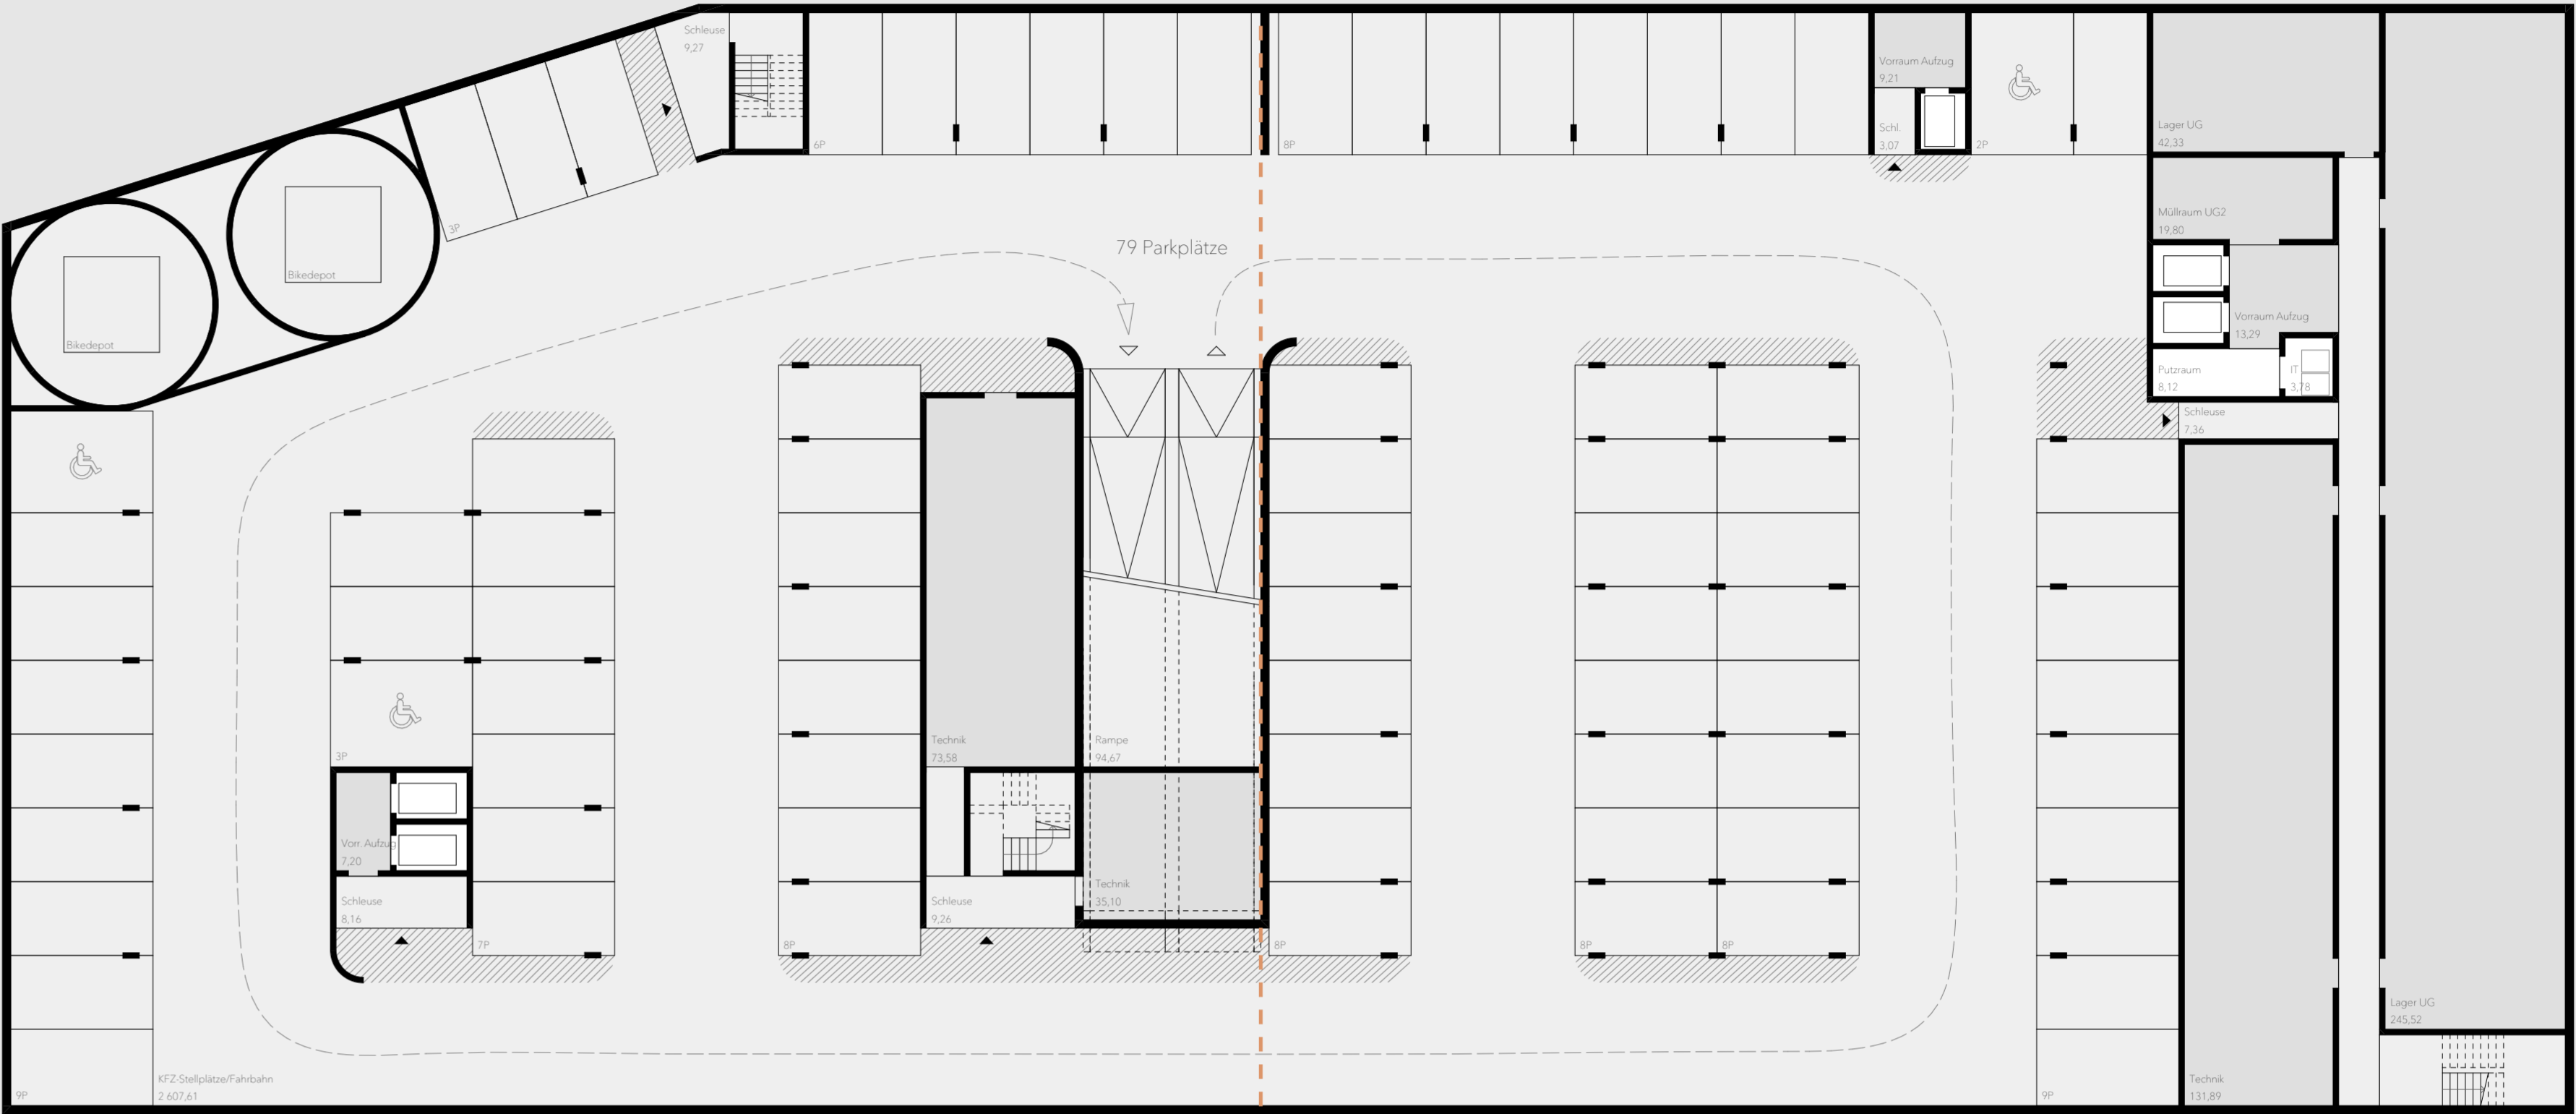 Schleuse
9,27
6P
8P
Vorraum Aufzug
9,21
Schl.
3,07
2P
Lager UG
42,33
Müllraum UG2
19,80
3P
79 Parkplätze
Bikedepot
Bikedepot
Vorraum Aufzug
13,29
Putzraum
8,12
IT
3,78
Schleuse
7,36
Technik
73,58
Rampe
94,67
3P
Vorr. Aufzug
7,20
Schleuse
8,16
7P
8P
Schleuse
9,26
Technik
35,10
8P
8P
8P
Lager UG
245,52
9P
KFZ-Stellplätze/Fahrbahn
2 607,61
9P
Technik
131,89